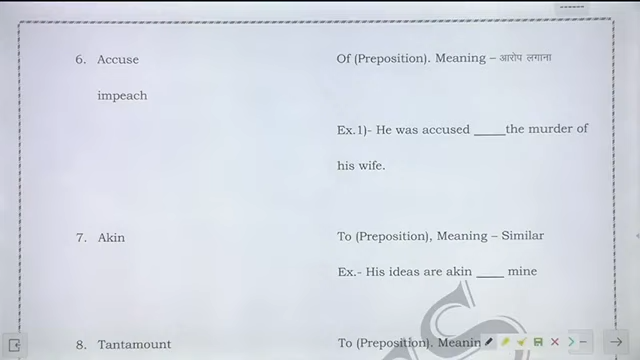 6. Accuse Of (Preposition). Meaning – आरोप लगाना
impeach
Ex.1)- He was accused _____the murder of
his wife.
7. Akin To (Preposition), Meaning – Similar
Ex.- His ideas are akin ____ mine
8. Tantamount To (Preposition).